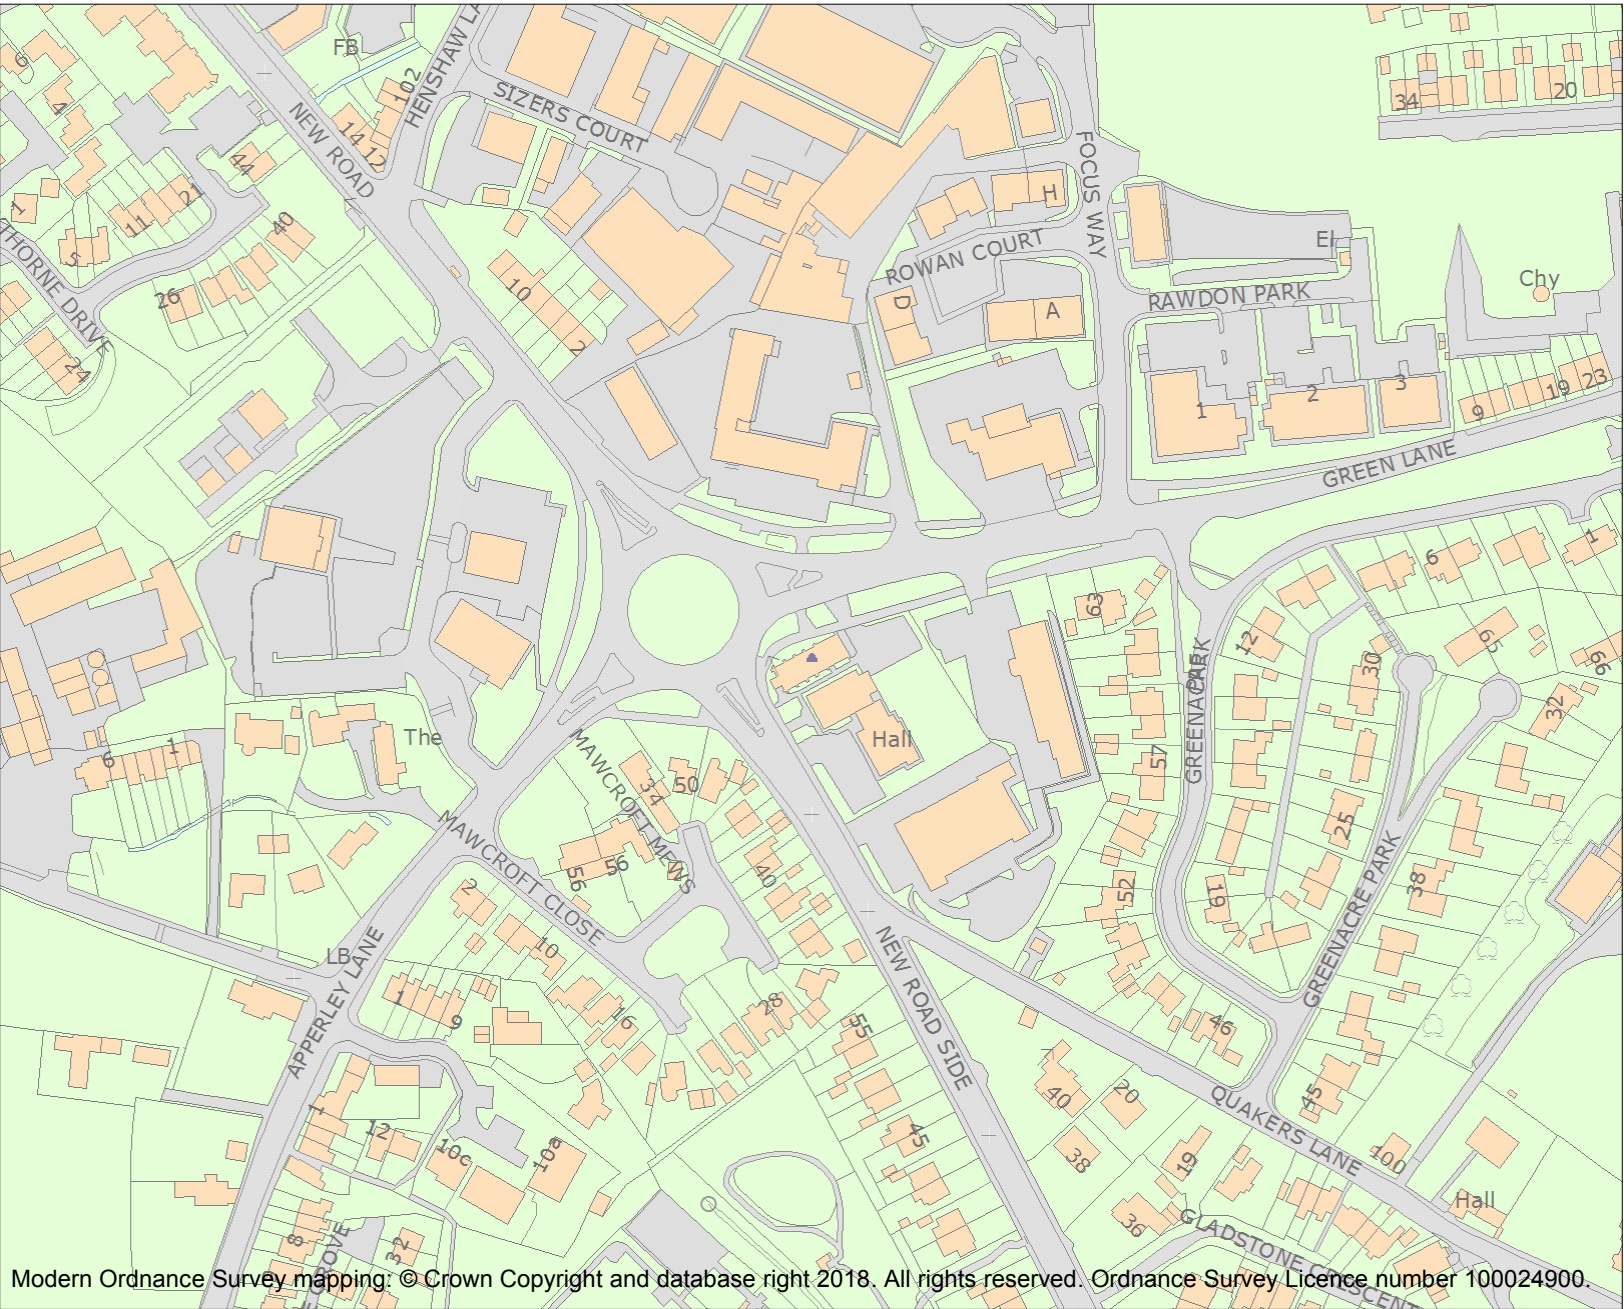 FB
HENSHAW LA
6
4
102
SIZERS COURT
NEW ROAD
14 12
34
20
44
1
11
21
40
FOCUS WAY
H
THORNE DRIVE
5
26
10
2
24
ROWAN COURT
D
A
El
RAWDON PARK
Chy
1
2
3
9
19
23
GREEN LANE
63
12
6
1
30
65
66
32
GREENACRE PARK
PARK
57
Hall
The
6
1
MAWCROFT MEWS
34
50
56
56
40
MAWCROFT CLOSE
2
10
25
38
52
19
GREENACRE PARK
LB
APPERLEY LANE
1
9
16
28
55
NEW ROAD SIDE
46
45
QUAKERS LANE
40
20
38
19
36
100
Hall
1
12
10c
10a
45
8
32
GLADSTONE CRESCENT
E GROVE
Modern Ordnance Survey mapping: © Crown Copyright and database right 2018. All rights reserved. Ordnance Survey Licence number 100024900.